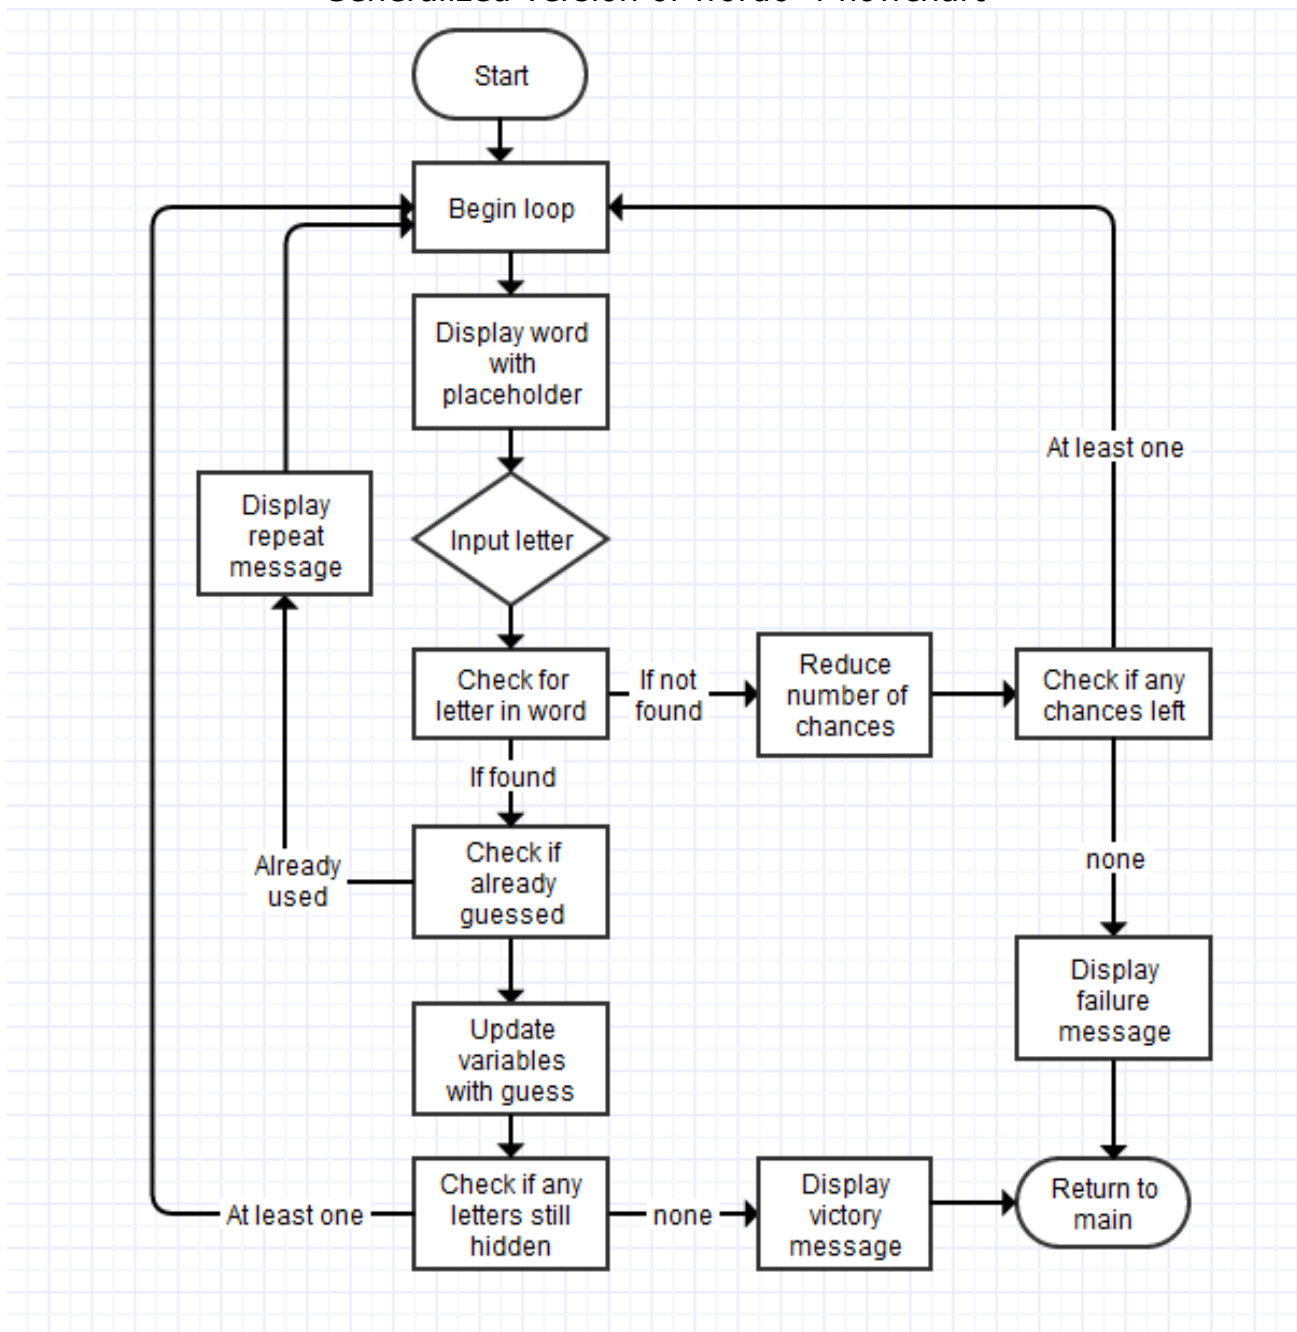 Start
Begin loop
Display word
with
placeholder
At least one
Display
repeat
message
Input letter
Check for
letter in word
If not
found
Reduce
number of
chances
Check if any
chances left
If found
Already
used
Check if
already
guessed
none
Display
failure
message
Update
variables
with guess
At least one
Check if any
letters still
hidden
none
Display
victory
message
Return to
main